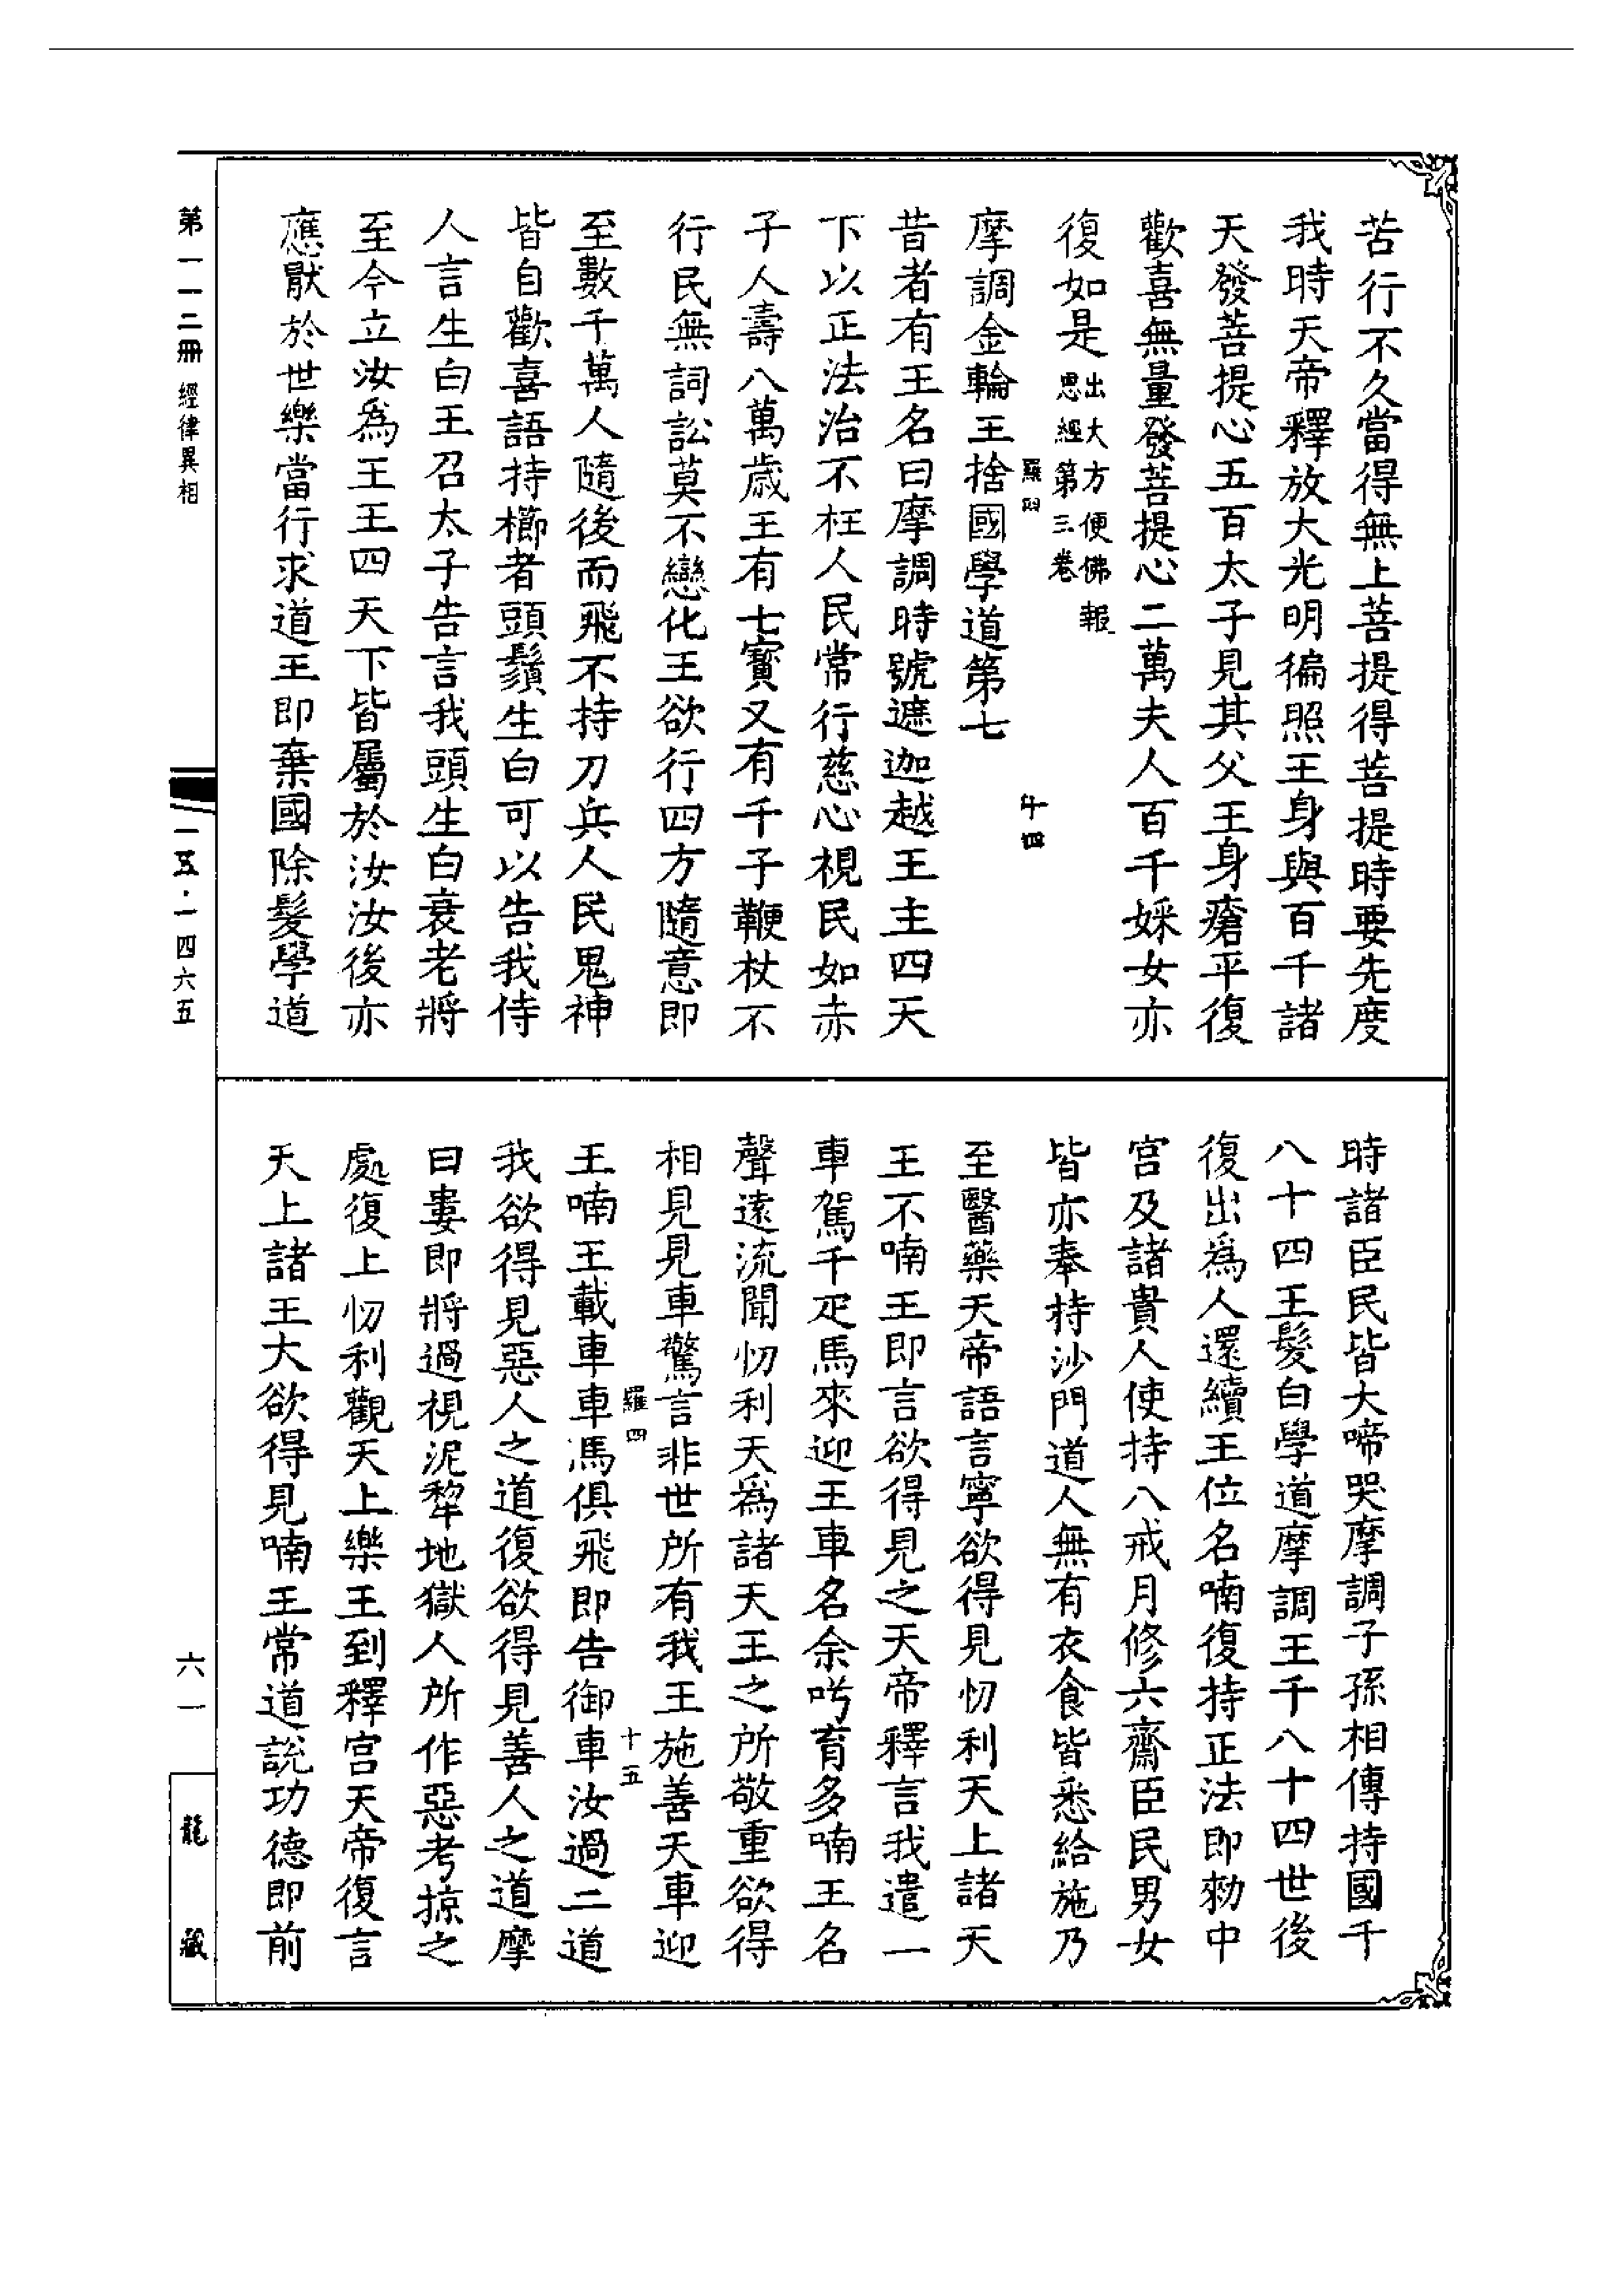 苦行不久當得無上菩提得菩提時要先度
我時天帝釋放大光明徧照王身與百千諸
天發菩提心五百太子見其父王身瘡平復
歡喜無量發菩提心二萬夫人百千婇女亦
復如是出大方便佛報恩經第三卷
羅四 十四
摩調金輪王捨國學道第七
昔者有王名曰摩調時號遮迦越王主四天
下以正法治不枉人民常行慈心視民如赤
子人壽八萬歲王有七寳又有千子鞭杖不
行民無詞訟莫不戀化王欲行四方隨意即
至數千萬人隨後而飛不持刀兵人民鬼神
皆自歡喜語持櫛者頭鬚生白可以告我侍
人言生白王召太子告言我頭生白衰老將
至今立汝爲王王四天下皆屬於汝汝後亦
應厭於世樂當行求道王即棄國除髮學道
時諸臣民皆大啼哭摩調子孫相傳持國千
八十四王髮白學道摩調王千八十四世後
復出爲人還續王位名喃復持正法即勑中
宫及諸貴人使持八戒月修六齋臣民男女
皆亦奉持沙門道人無有衣食皆悉給施乃
至醫藥天帝語言寧欲得見忉利天上諸天
王不喃王即言欲得見之天帝釋言我遣一
車駕千疋馬來迎王車名余呺育多喃王名
聲遠流聞忉利天爲諸天王之所敬重欲得
相見見車驚言非世所有我王施善天車迎
羅四 十五
王喃王載車車馬俱飛即告御車汝過二道
我欲得見惡人之道復欲得見善人之道摩
曰婁即將過視泥犂地獄人所作惡考掠之
處復上忉利觀天上樂王到釋宫天帝復言
天上諸王大欲得見喃王常道說功德即前
第一一二册 經律異相
一五·一四六五
六一
龍藏